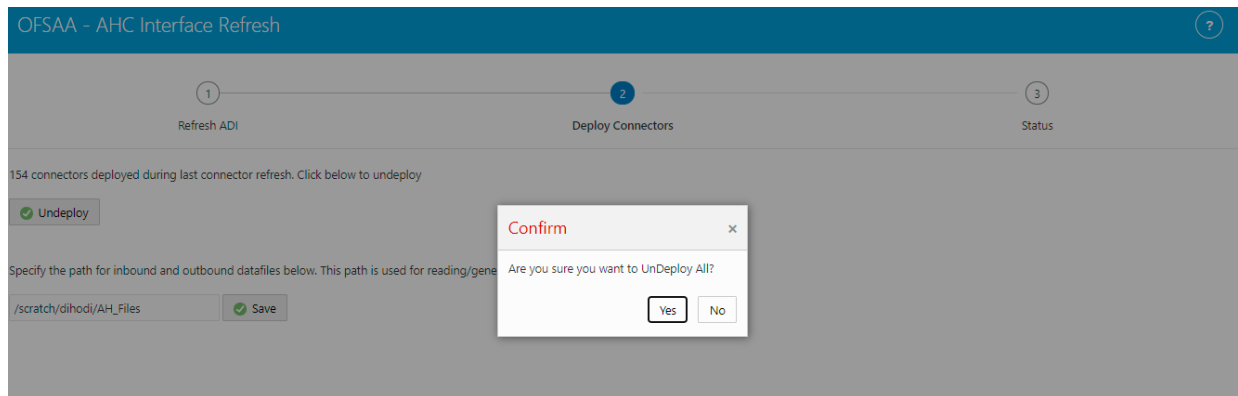 OFSAA - AHC Interface Refresh
?
1
2
3
Refresh ADI
Deploy Connectors
Status
154 connectors deployed during last connector refresh. Click below to undeploy
Undeploy
Confirm
×
Are you sure you want to UnDeploy All?
Yes
No
Specify the path for inbound and outbound datafiles below. This path is used for reading/gene
/scratch/dihodi/AH_Files
Save